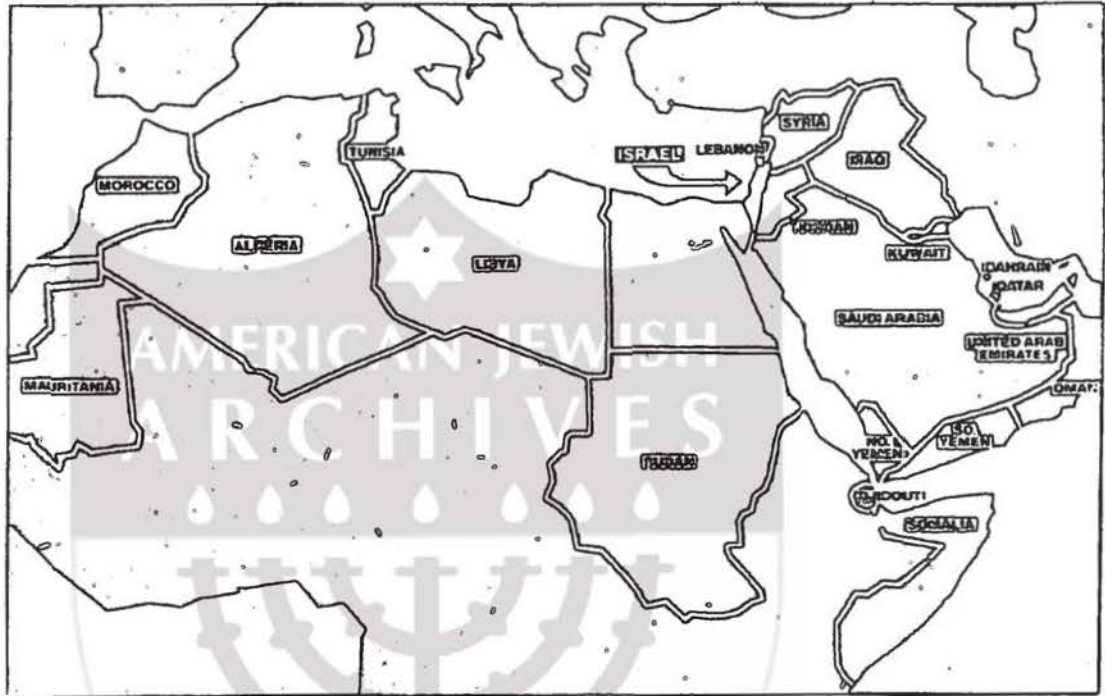 SYRIA
ISRAEL
LEBANON
IRAQ
TUNISIA
MOROCCO
JORDAN
ALGERIA
LIBYA
KUWAIT
BAHRAIN
QATAR
SAUDI ARABIA
UNITED ARAB
EMIRATES
AMERICAN JEWISH
ARCHIVES
MAURITANIA
OMAN
NO.
YEMEN
SO.
YEMEN
SUDAN
DJIBOUTI
SOMALIA